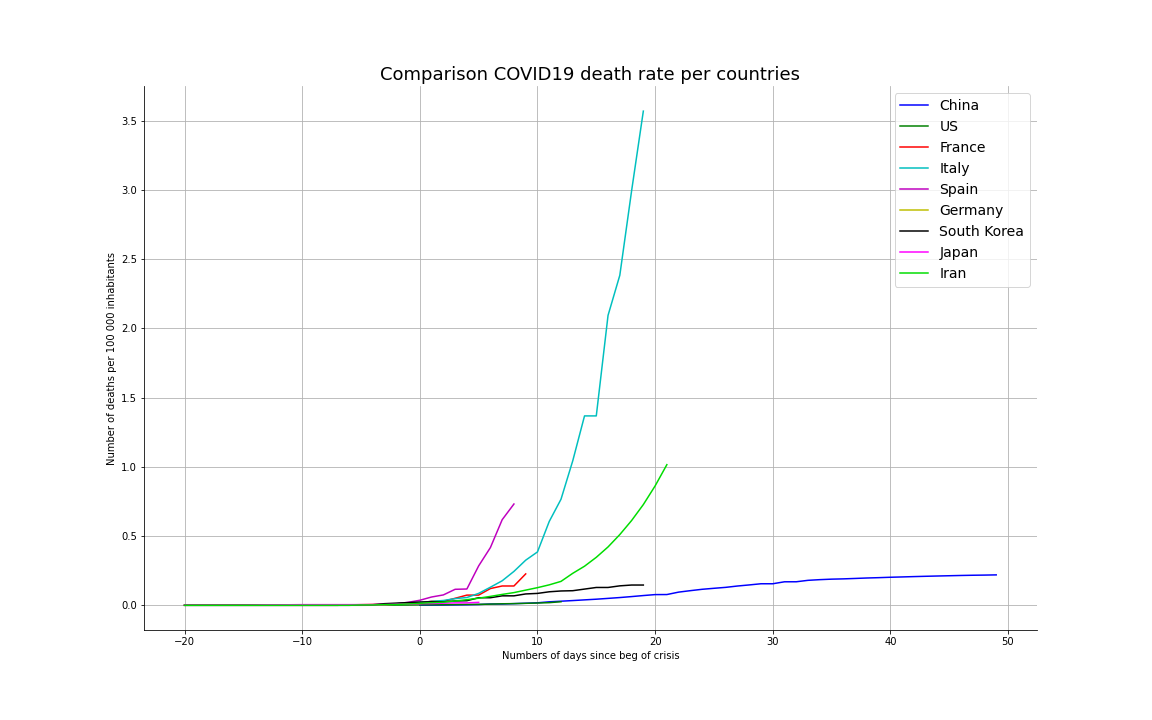 Comparison COVID19 death rate per countries
China
US
France
Italy
Spain
Germany
South Korea
Japan
Iran
Number of deaths per 100 000 inhabitants
3.5
3.0
2.5
2.0
1.5
1.0
0.5
0.0
−20
−10
0
10
20
30
40
50
Numbers of days since beg of crisis